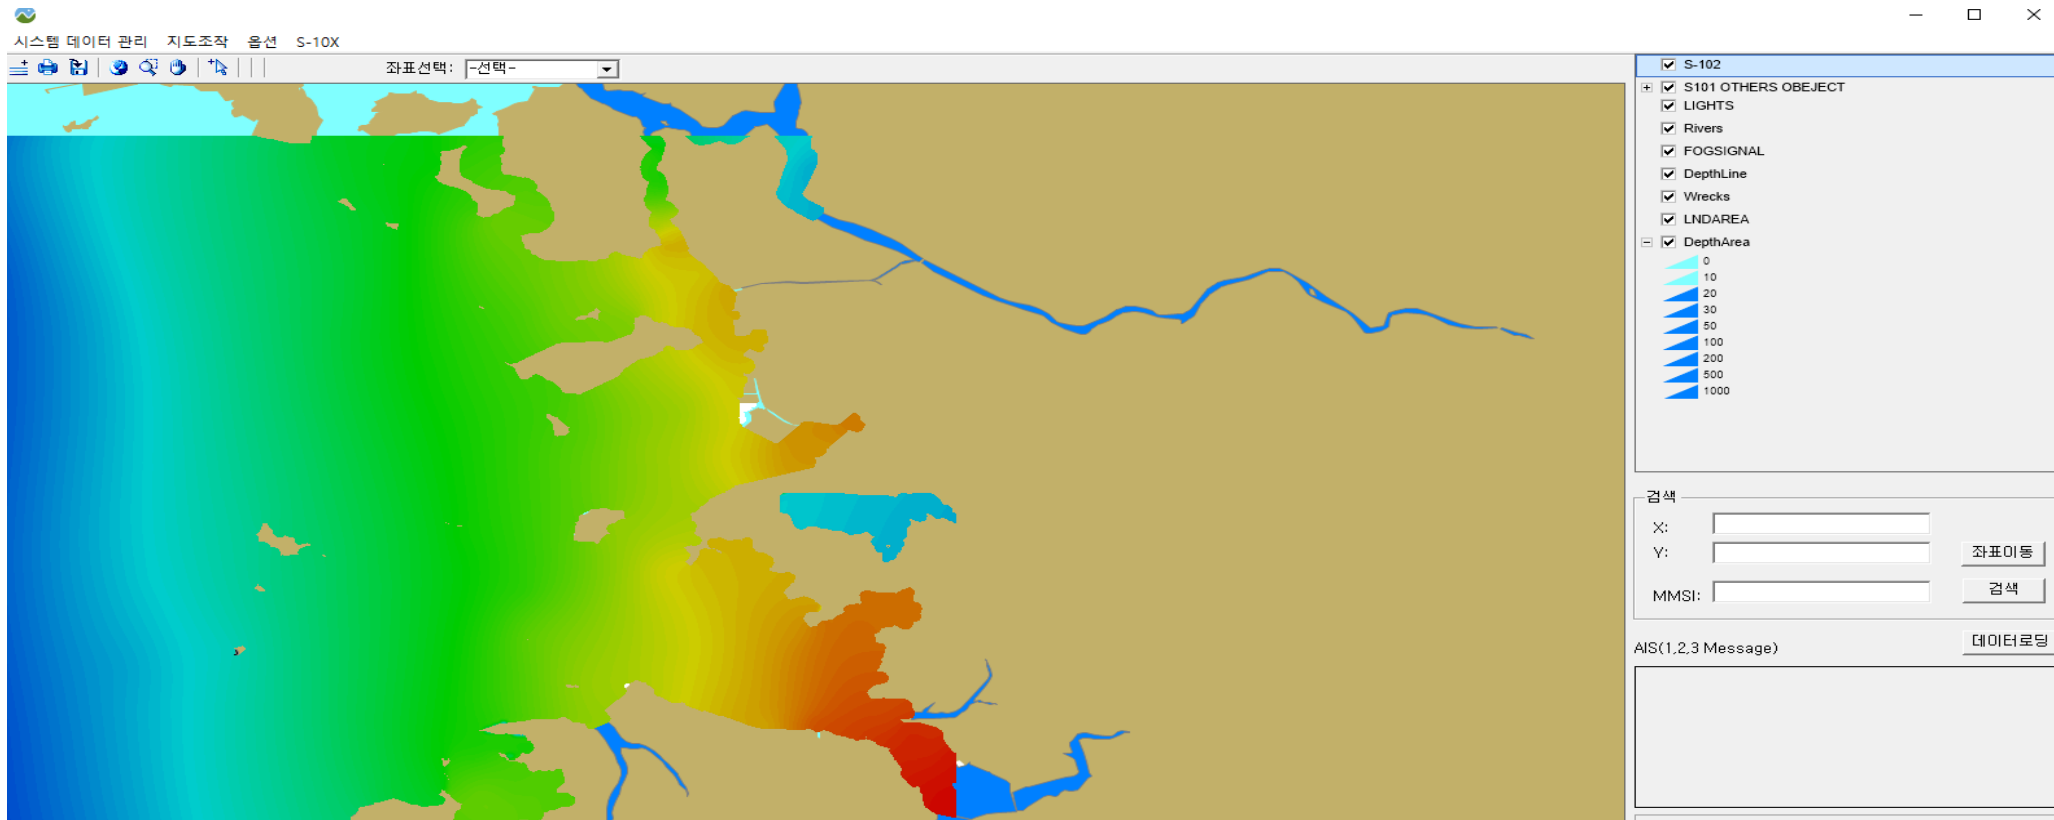 시스템 데이터 관리 지도조작 옵션 S-10X
좌표선택: -선택-
S-102
S101 OTHERS OBEJECT
LIGHTS
Rivers
FOGSIGNAL
DepthLine
Wrecks
LNDAREA
DepthArea
0
10
20
30
50
100
200
500
1000
검색
X:
Y: 좌표이동
MMSI: 검색
AIS(1,2,3 Message) 데이터로딩